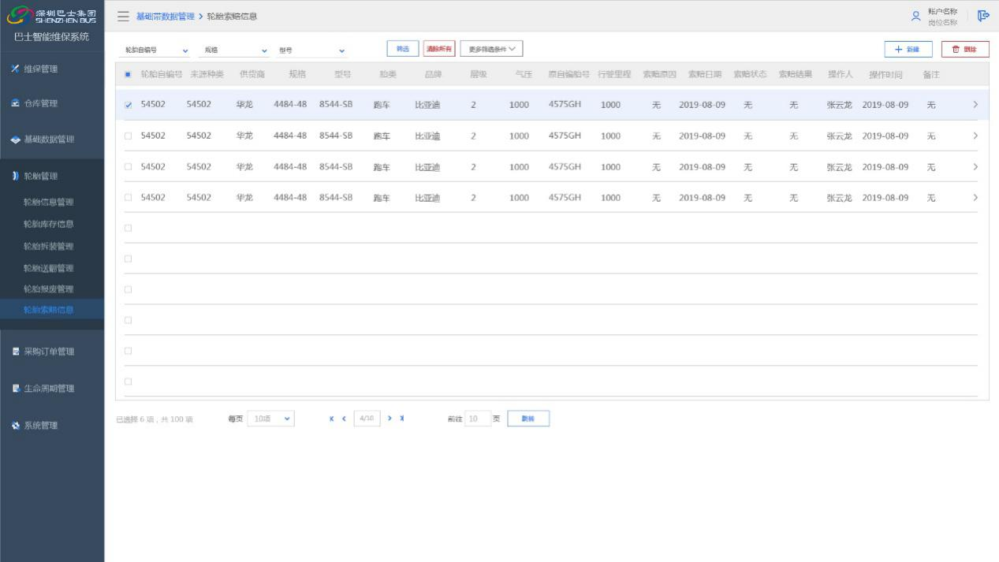 深圳巴士集团
SHENZHEN BUS
巴士智能维保系统
维保管理
仓库管理
基础数据管理
轮胎管理
轮胎信息管理
轮胎库存信息
轮胎拆装管理
轮胎送翻管理
轮胎报废管理
轮胎索赔信息
采购订单管理
生命周期管理
系统管理
基础带数据管理 > 轮胎索赔信息
账户名称
岗位名称
轮胎自编号 规格 型号 筛选 清除所有 更多筛选条件 + 新建 删除
轮胎自编号 来源种类 供货商 规格 型号 胎类 品牌 层级 气压 原自编胎号 行驶里程 索赔原因 索赔日期 索赔状态 索赔结果 操作人 操作时间 备注
54502 54502 华龙 4484-48 8544-SB 跑车 比亚迪 2 1000 4575GH 1000 无 2019-08-09 无 无 张云龙 2019-08-09 无
54502 54502 华龙 4484-48 8544-SB 跑车 比亚迪 2 1000 4575GH 1000 无 2019-08-09 无 无 张云龙 2019-08-09 无
54502 54502 华龙 4484-48 8544-SB 跑车 比亚迪 2 1000 4575GH 1000 无 2019-08-09 无 无 张云龙 2019-08-09 无
54502 54502 华龙 4484-48 8544-SB 跑车 比亚迪 2 1000 4575GH 1000 无 2019-08-09 无 无 张云龙 2019-08-09 无
已选择 6 项，共 100 项 每页 10项 4/10 前往 10 页 跳转